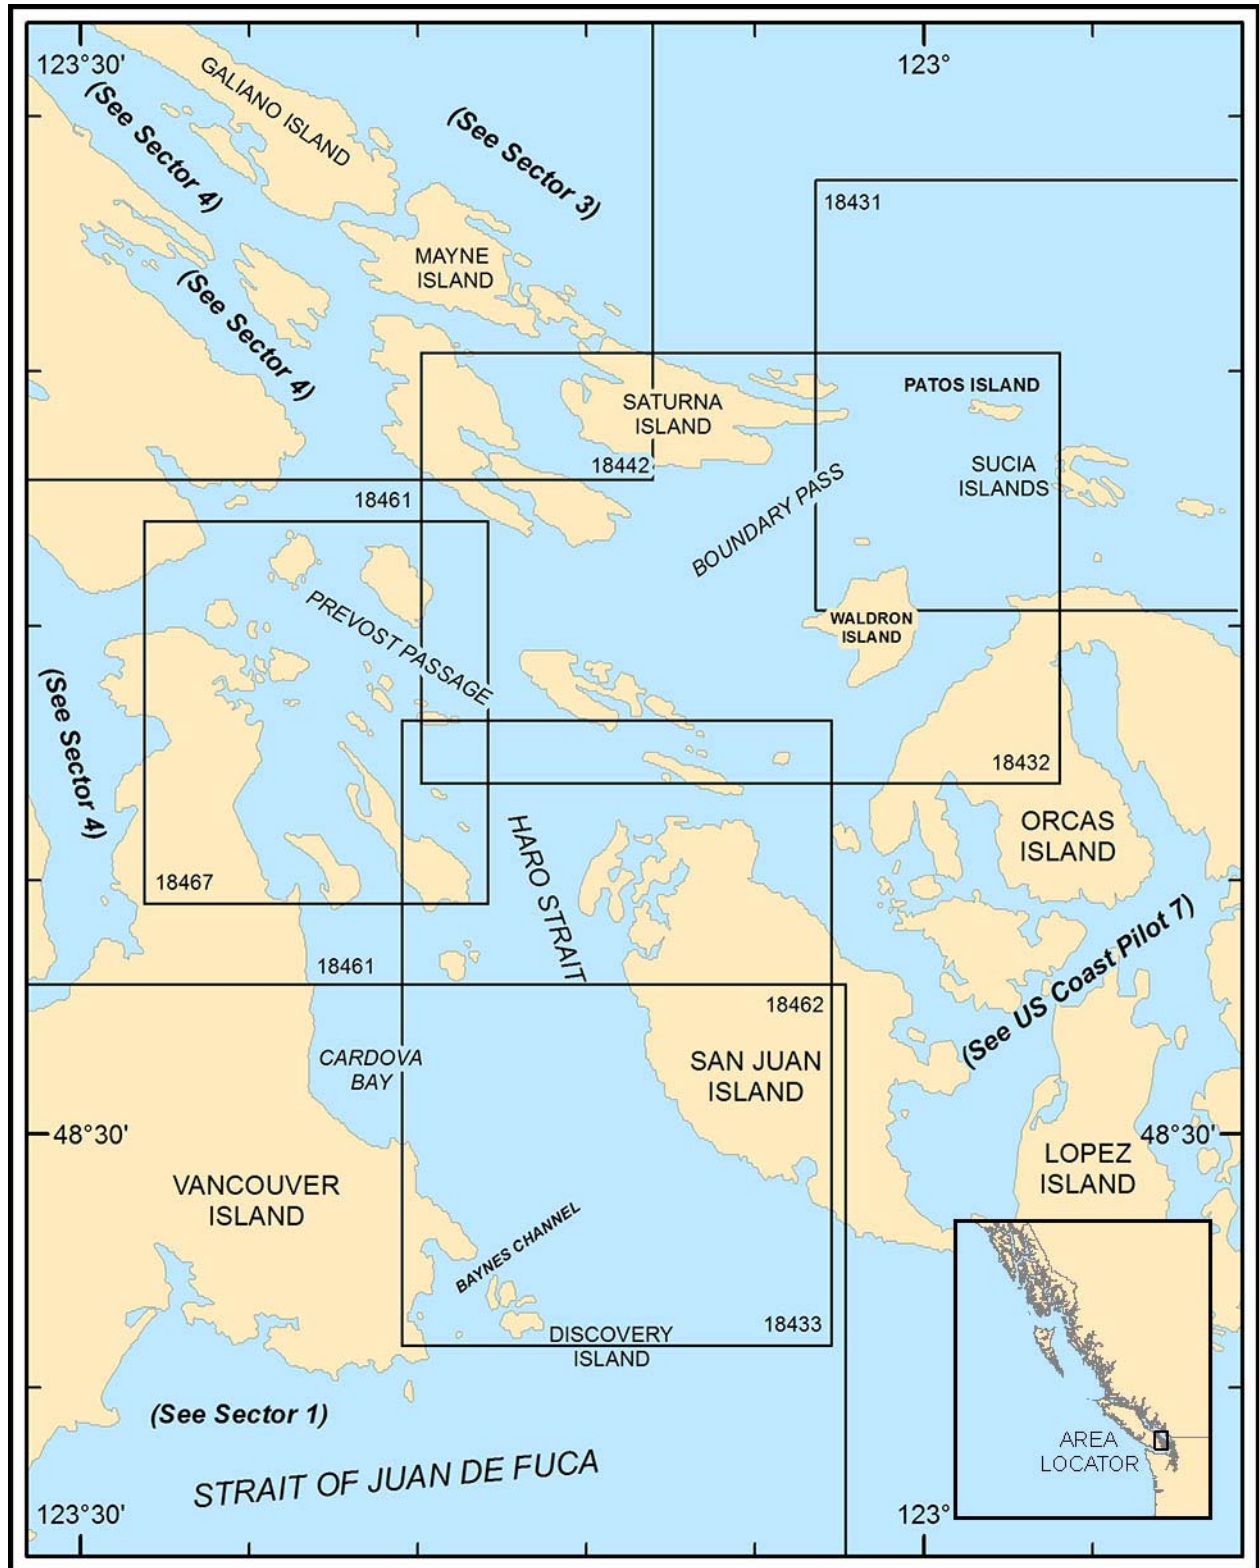 123°30'
123°
GALIANO ISLAND
(See Sector 4)
(See Sector 3)
18431
MAYNE
ISLAND
(See Sector 4)
PATOS ISLAND
SATURNA
ISLAND
18442
SUCIA
ISLANDS
18461
BOUNDARY PASS
PREVOST PASSAGE
WALDRON
ISLAND
(See Sector 4)
18432
HARO STRAIT
ORCAS
ISLAND
18467
(See US Coast Pilot 7)
18461
18462
CARDOVA
BAY
SAN JUAN
ISLAND
48°30'
48°30'
LOPEZ
ISLAND
VANCOUVER
ISLAND
BAYNES CHANNEL
18433
DISCOVERY
ISLAND
(See Sector 1)
AREA
LOCATOR
STRAIT OF JUAN DE FUCA
123°30'
123°